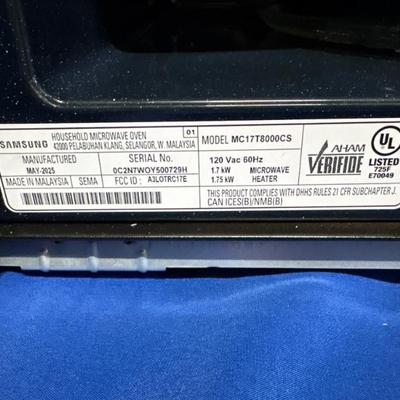 SAMSUNG
HOUSEHOLD MICROWAVE OVEN
42000 PELABUHAN KLANG, SELANGOR, W. MALAYSIA
01
MODEL MC17T8000CS
MANUFACTURED
MAY-2025
SERIAL No.
0C2N7WOY500729H
120 Vac 60Hz
1.7 kW MICROWAVE
1.75 kW HEATER
MADE IN MALAYSIA
SEMA
FCC ID : A3LOTRC17E
PRODUCT COMPLIES WITH DHHS RULES 21 CFR SUBCHAPTER J.
CAN ICES(B)/NMB(B)
AHAM
VERIFIDE
UL
LISTED
725F
E70049